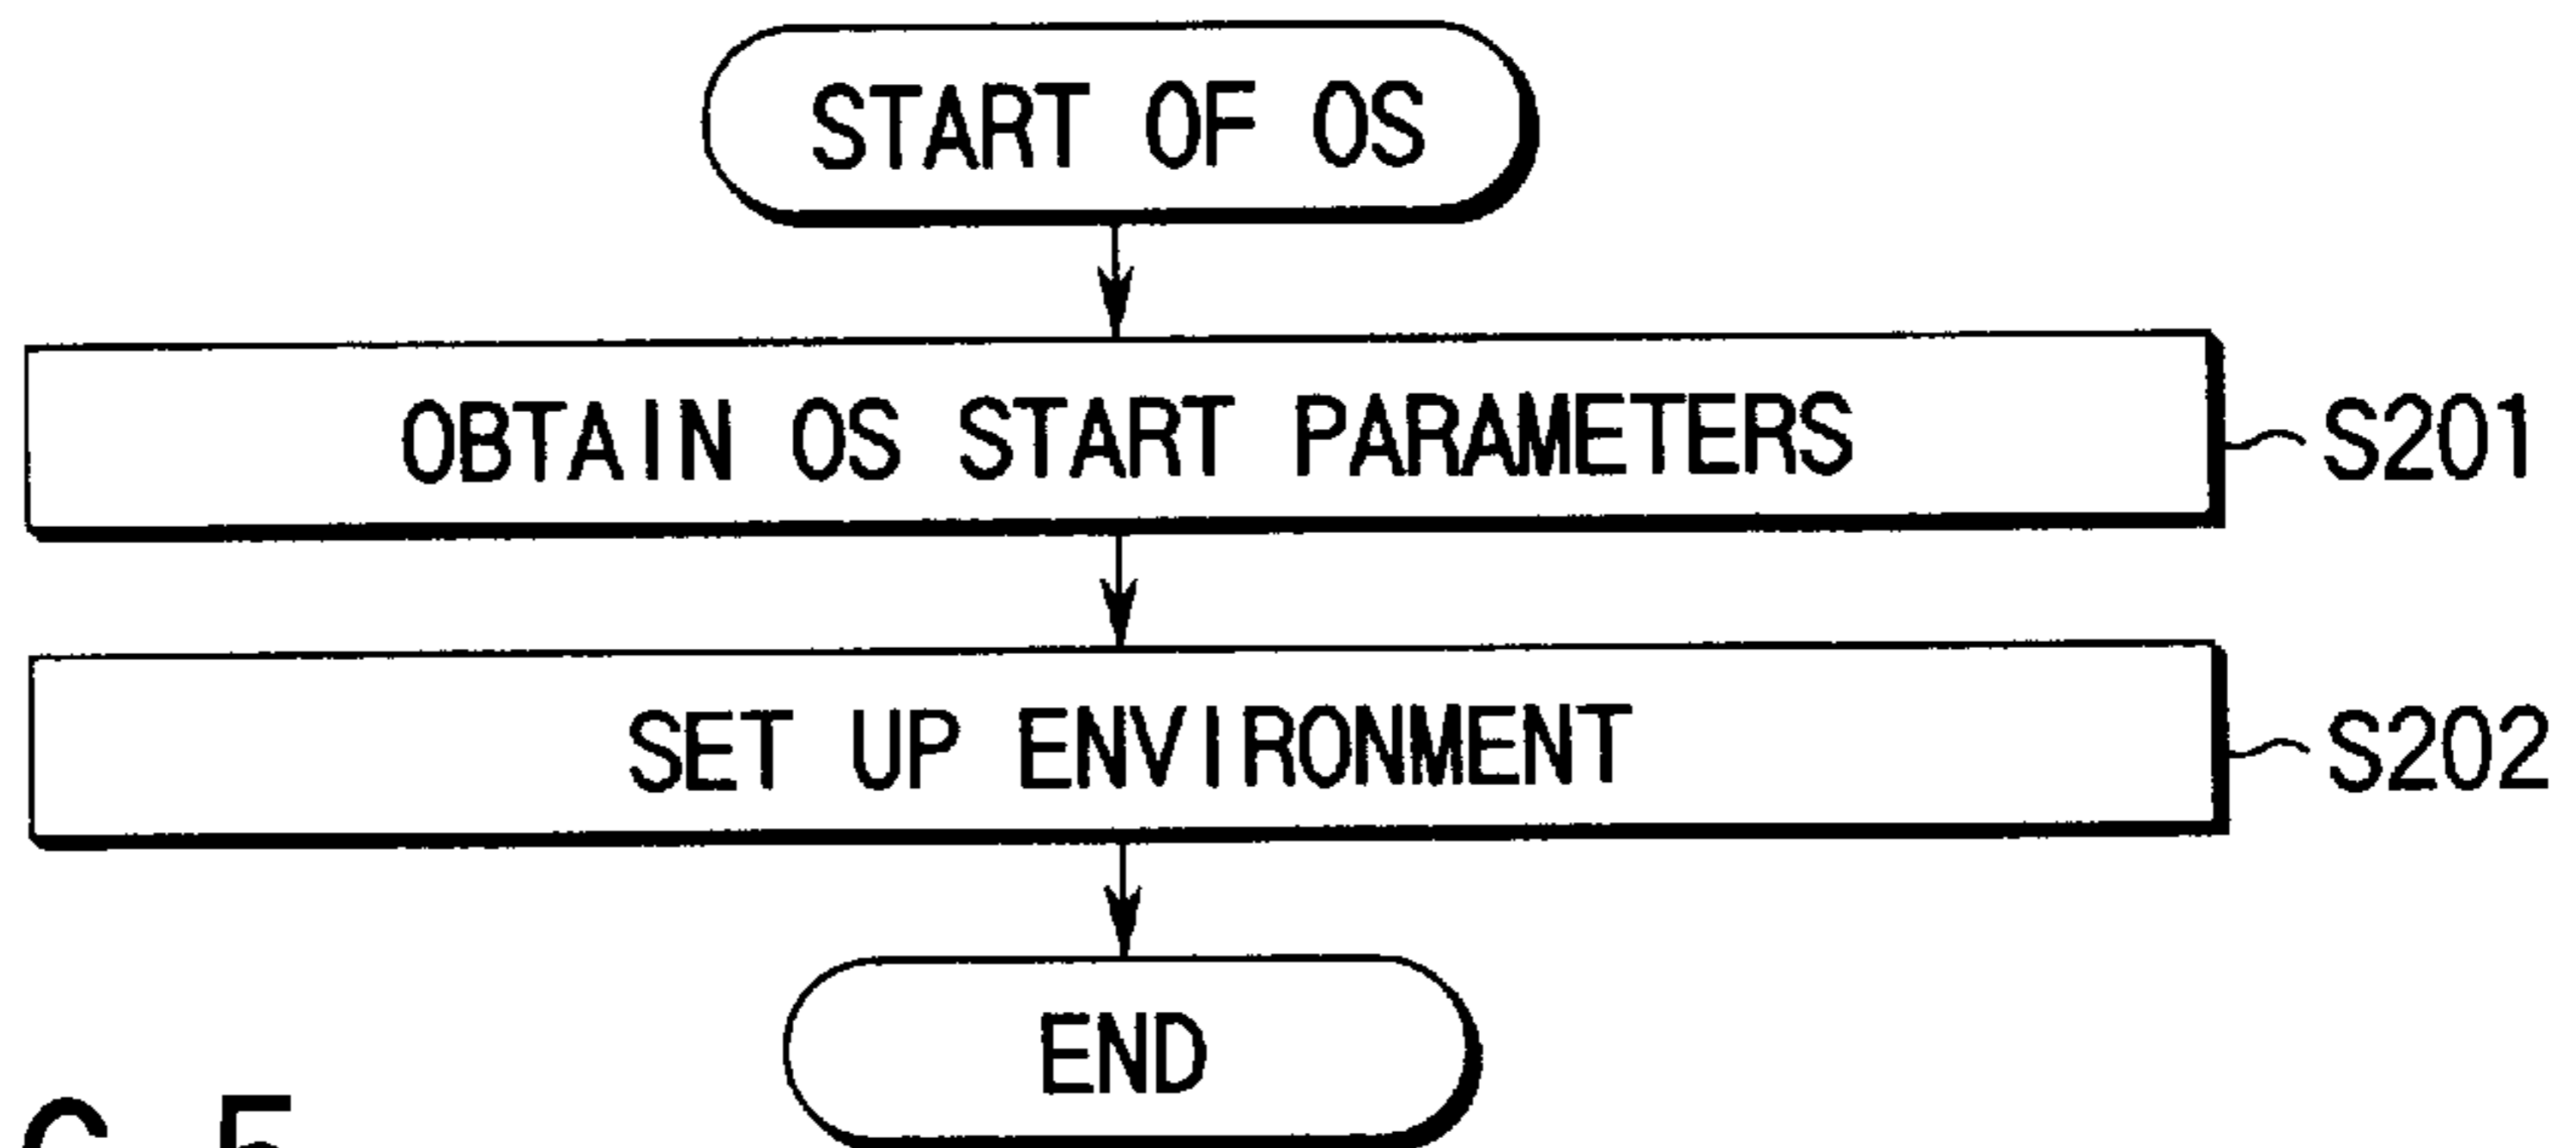 START OF OS
OBTAIN OS START PARAMETERS
S201
SET UP ENVIRONMENT
S202
END